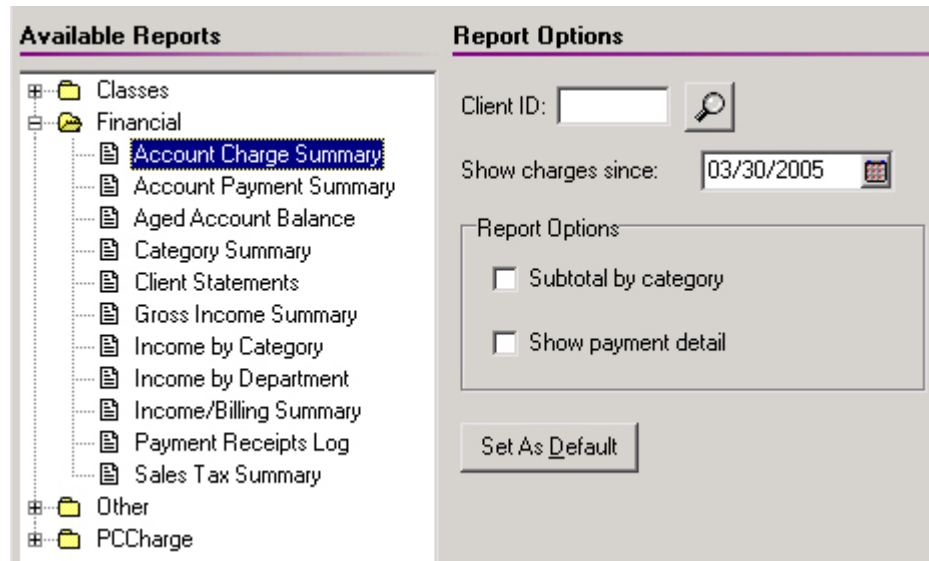 Available Reports
Classes
Financial
Account Charge Summary
Account Payment Summary
Aged Account Balance
Category Summary
Client Statements
Gross Income Summary
Income by Category
Income by Department
Income/Billing Summary
Payment Receipts Log
Sales Tax Summary
Other
PCCharge
Report Options
Client ID:
Show charges since: 03/30/2005
Report Options
Subtotal by category
Show payment detail
Set As Default